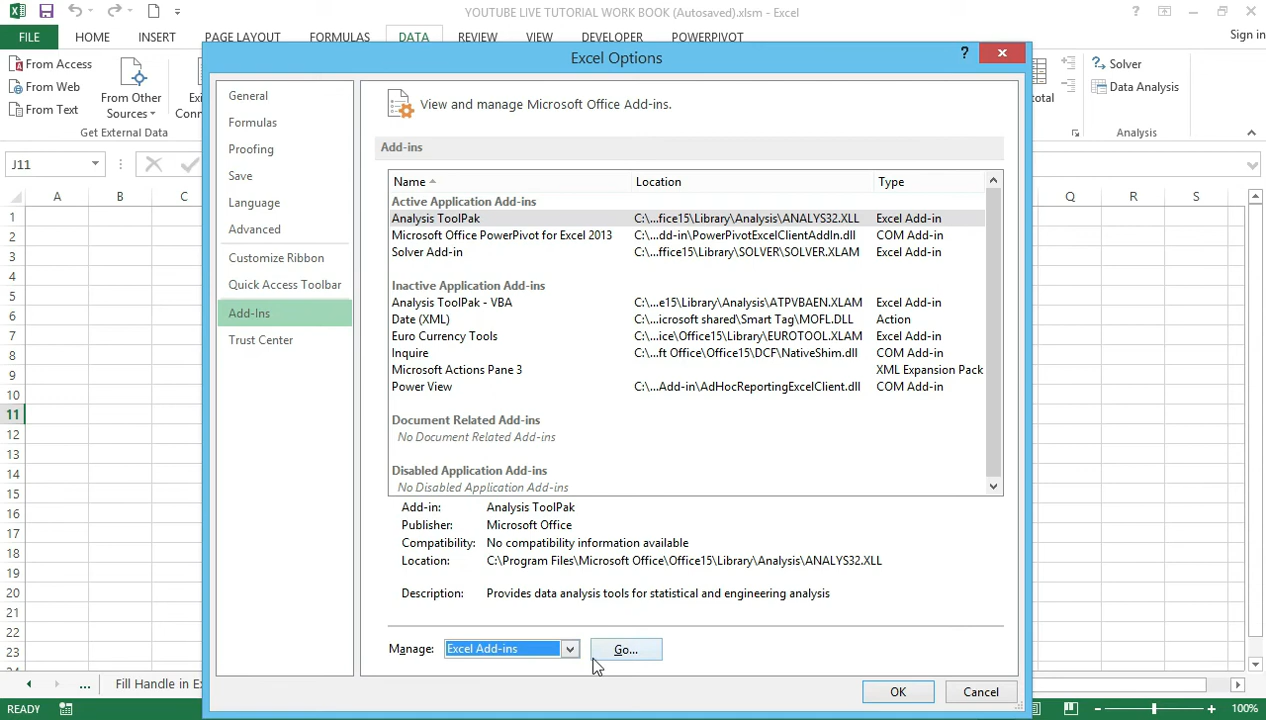 YOUTUBE LIVE TUTORIAL WORK BOOK (Autosaved).xlsm - Excel
?
FILE HOME INSERT PAGE LAYOUT FORMULAS DATA REVIEW VIEW DEVELOPER POWERPIVOT Sign in
Excel Options
?
From Access
From Web
From Text
From Other
Sources
Get External Data
Solver
Data Analysis
Analysis
J11
A B C Q R S
1
2
3
4
5
6
7
8
9
10
11
12
13
14
15
16
17
18
19
20
21
22
23
General
Formulas
Proofing
Save
Language
Advanced
Customize Ribbon
Quick Access Toolbar
Add-Ins
Trust Center
View and manage Microsoft Office Add-ins.
Add-ins
Name Location Type
Active Application Add-ins
Analysis ToolPak C:\...fice15\Library\Analysis\ANALYS32.XLL Excel Add-in
Microsoft Office PowerPivot for Excel 2013 C:\...dd-in\PowerPivotExcelClientAddIn.dll COM Add-in
Solver Add-in C:\...ffice15\Library\SOLVER\SOLVER.XLAM Excel Add-in
Inactive Application Add-ins
Analysis ToolPak - VBA C:\...e15\Library\Analysis\ATPVBAEN.XLAM Excel Add-in
Date (XML) C:\...icrosoft shared\Smart Tag\MOFL.DLL Action
Euro Currency Tools C:\...ice\Office15\Library\EUROTOOL.XLAM Excel Add-in
Inquire C:\...ft Office\Office15\DCF\NativeShim.dll COM Add-in
Microsoft Actions Pane 3 XML Expansion Pack
Power View C:\...Add-in\AdHocReportingExcelClient.dll COM Add-in
Document Related Add-ins
No Document Related Add-ins
Disabled Application Add-ins
No Disabled Application Add-ins
Add-in: Analysis ToolPak
Publisher: Microsoft Office
Compatibility: No compatibility information available
Location: C:\Program Files\Microsoft Office\Office15\Library\Analysis\ANALYS32.XLL
Description: Provides data analysis tools for statistical and engineering analysis
Manage: Excel Add-ins Go...
OK Cancel
... Fill Handle in Ex
READY 100%